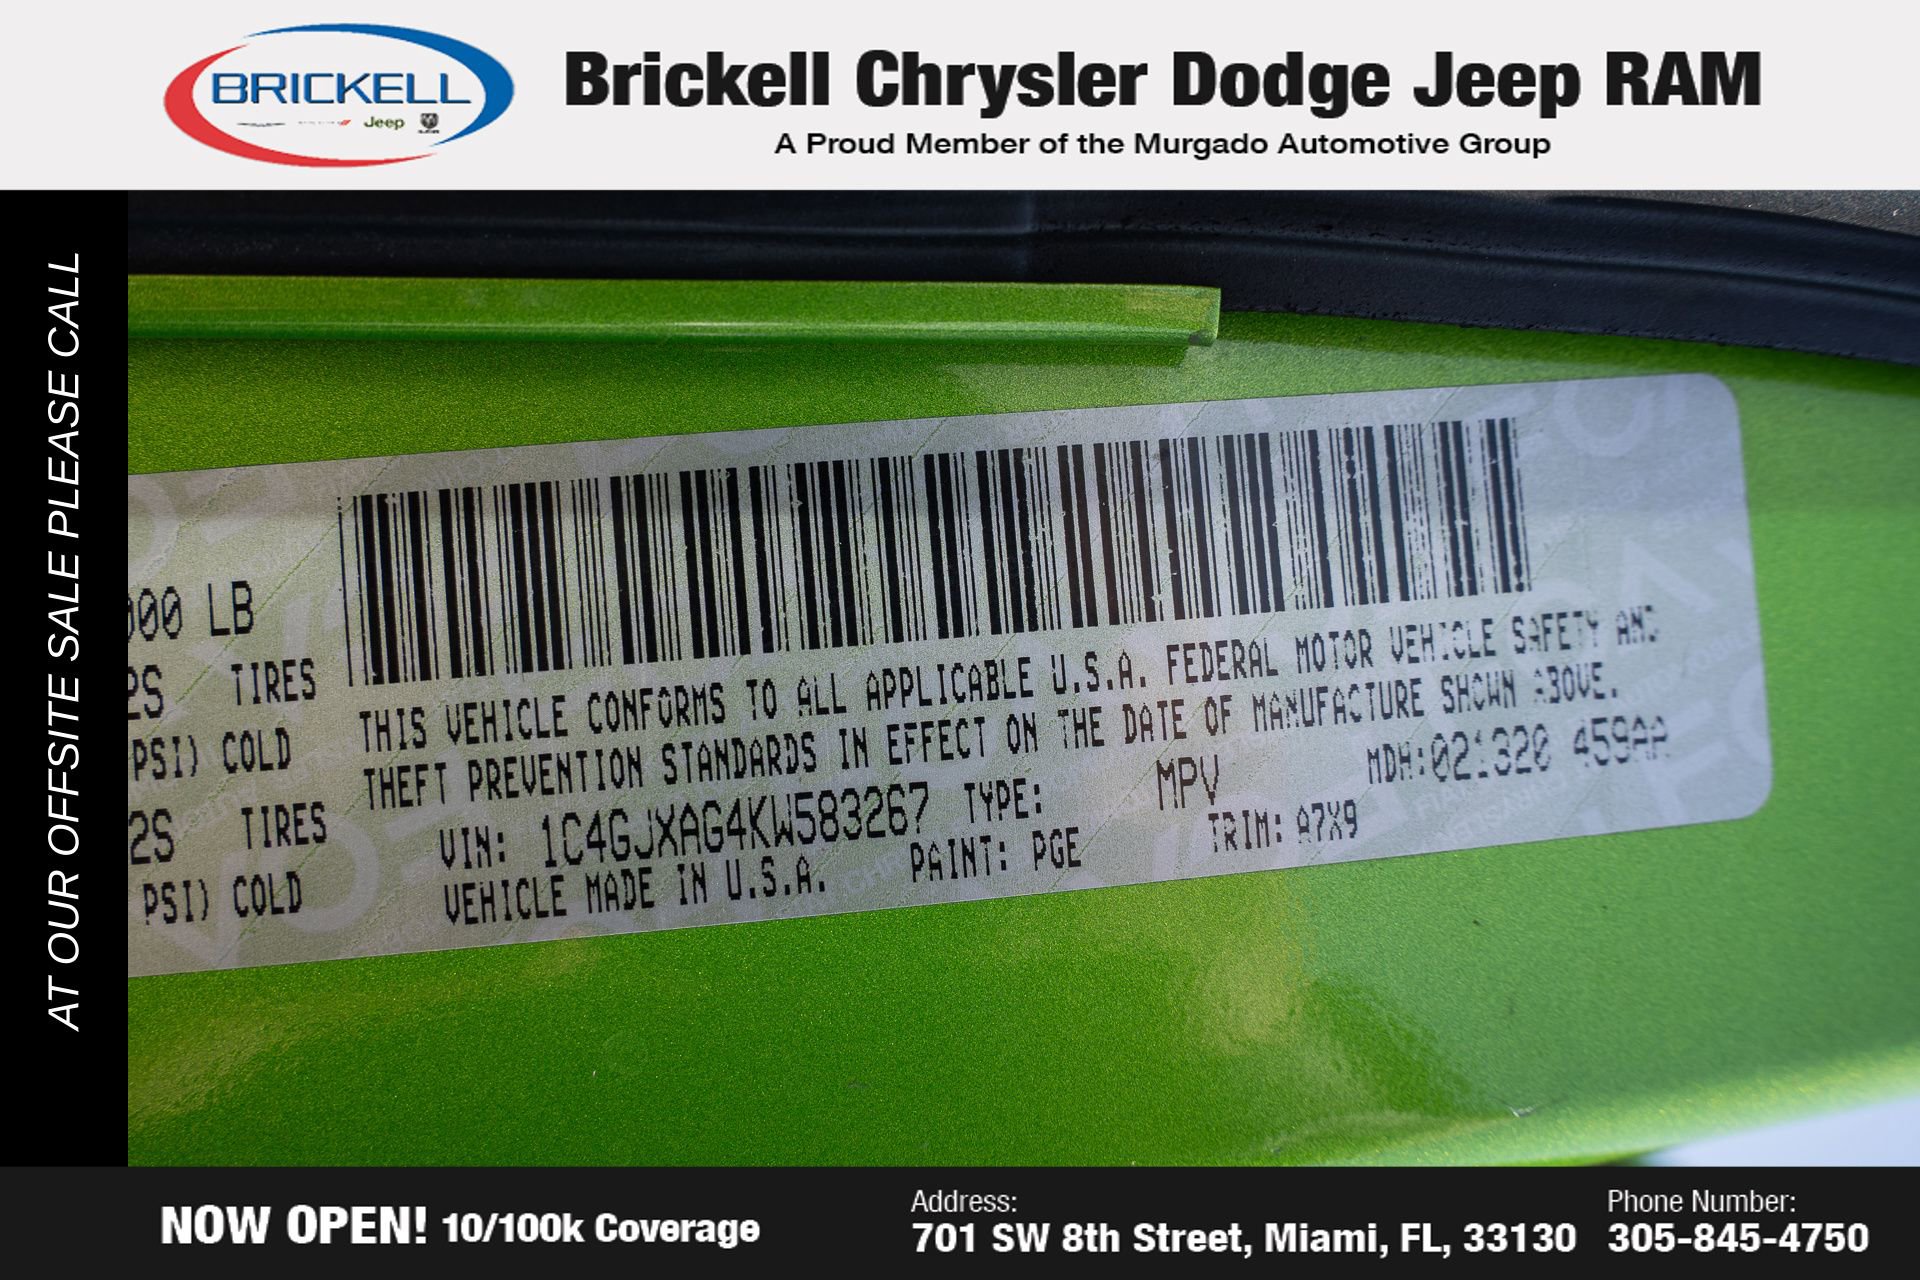 BRICKELL
Jeep
RAM
Brickell Chrysler Dodge Jeep RAM
A Proud Member of the Murgado Automotive Group
AT OUR OFFSITE SALE PLEASE CALL
000 LB
2S TIRES
PSI) COLD
2S TIRES
PSI) COLD
THIS VEHICLE CONFORMS TO ALL APPLICABLE U.S.A. FEDERAL MOTOR VEHICLE SAFETY AND
THEFT PREVENTION STANDARDS IN EFFECT ON THE DATE OF MANUFACTURE SHOWN ABOVE.
VIN: 1C4GJXAG4KW583267 TYPE: MPV MDH:021320 459AA
VEHICLE MADE IN U.S.A. PAINT: PGE TRIM: A7X9
NOW OPEN! 10/100k Coverage
Address:
701 SW 8th Street, Miami, FL, 33130
Phone Number:
305-845-4750